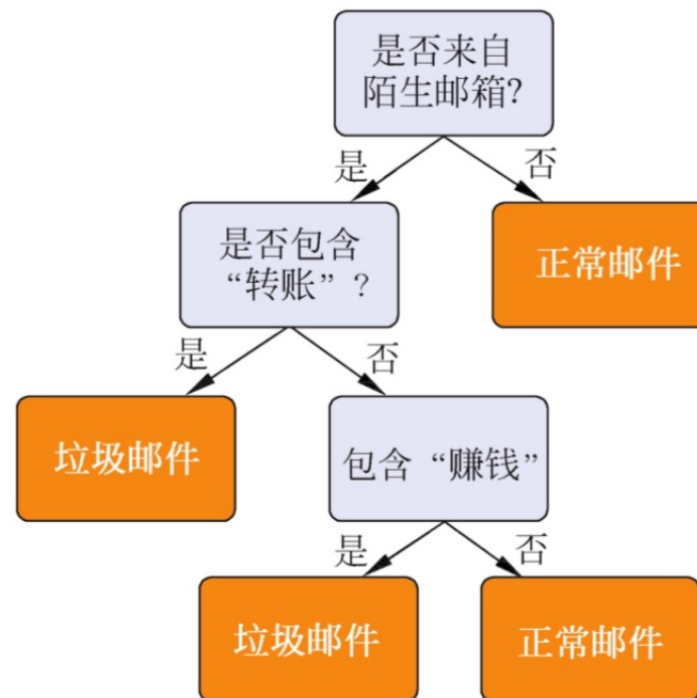 是否来自
陌生邮箱?
是
否
是否包含
“转账”?
正常邮件
是
否
垃圾邮件
包含“赚钱”
是
否
垃圾邮件
正常邮件